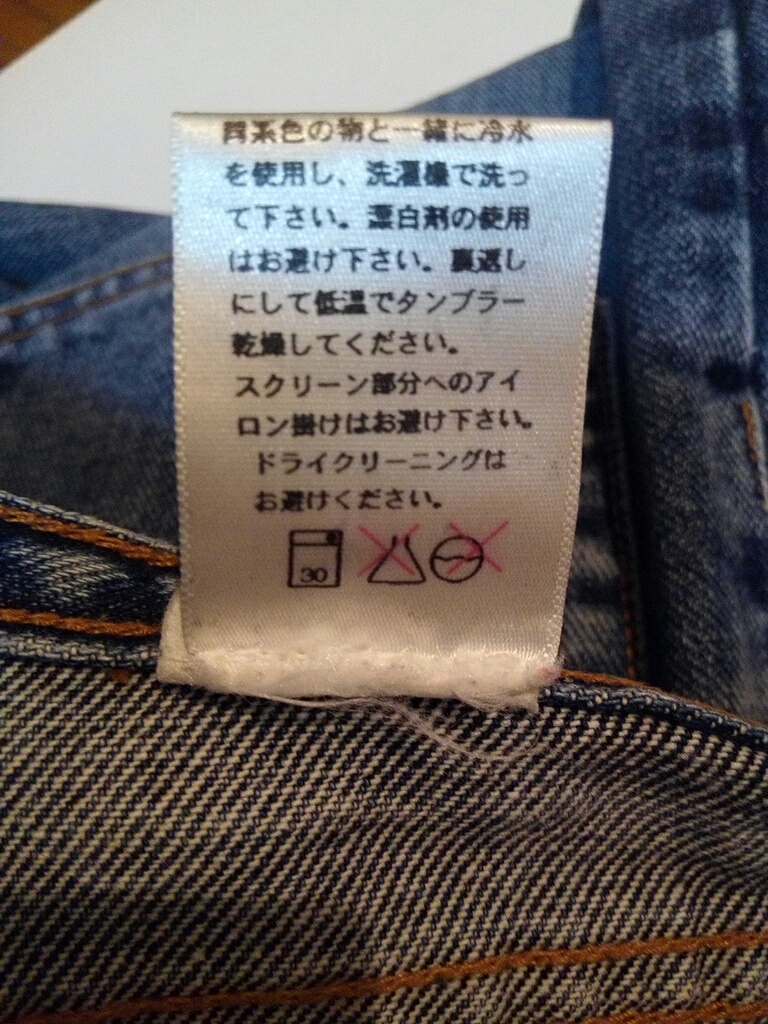 同系色の物と一緒に冷水
を使用し、洗濯機で洗っ
て下さい。漂白剤の使用
はお避け下さい。裏返し
にして低温でタンブラー
乾燥してください。
スクリーン部分へのアイ
ロン掛けはお避け下さい。
ドライクリーニングは
お避けください。
30